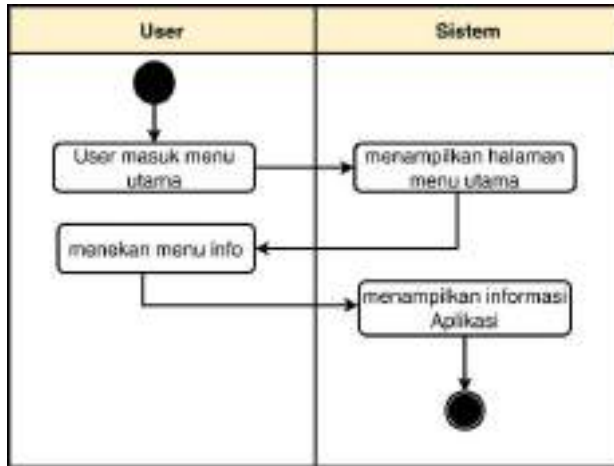 User
Sistem
User masuk menu
utama
menampilkan halaman
menu utama
menekan menu info
menampilkan informasi
Aplikasi